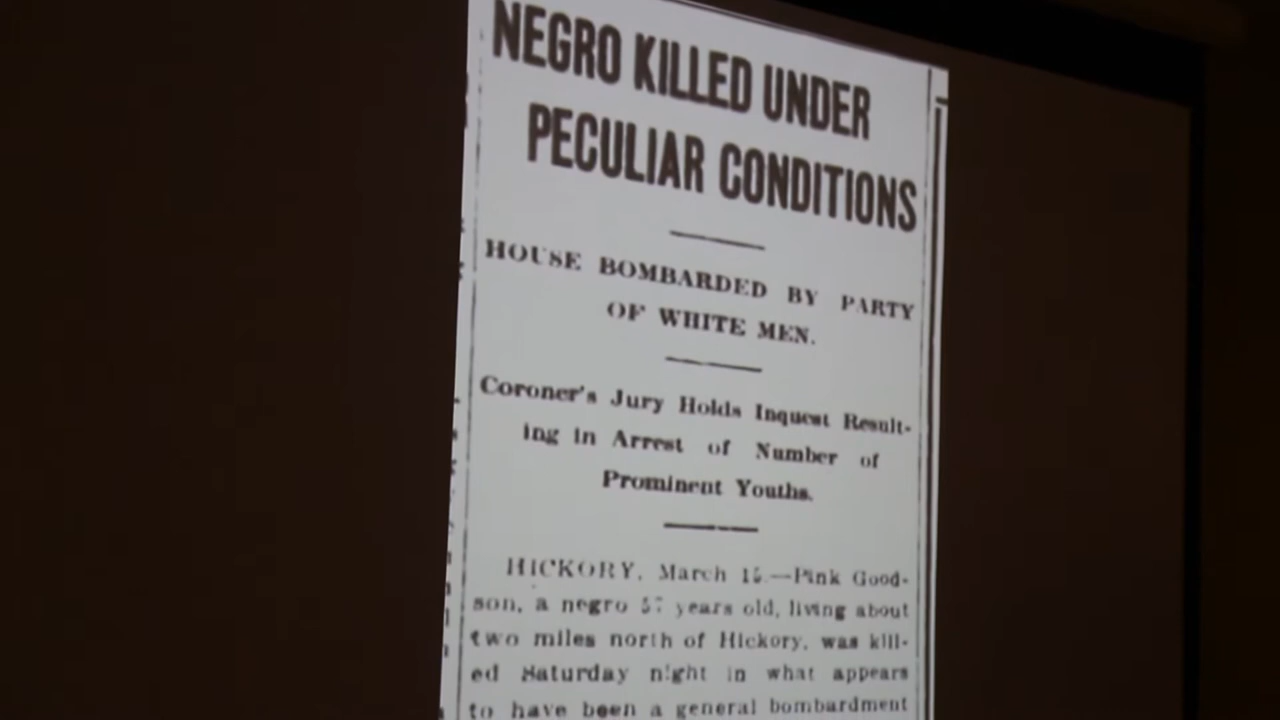 NEGRO KILLED UNDER
PECULIAR CONDITIONS
HOUSE BOMBARDED BY PARTY
OF WHITE MEN.
Coroner's Jury Holds Inquest Result-
ing in Arrest of Number of
Prominent Youths.
HICKORY, March 15.—Pink Good-
son, a negro 57 years old, living about
two miles north of Hickory, was kill-
ed Saturday night in what appears
to have been a general bombardment